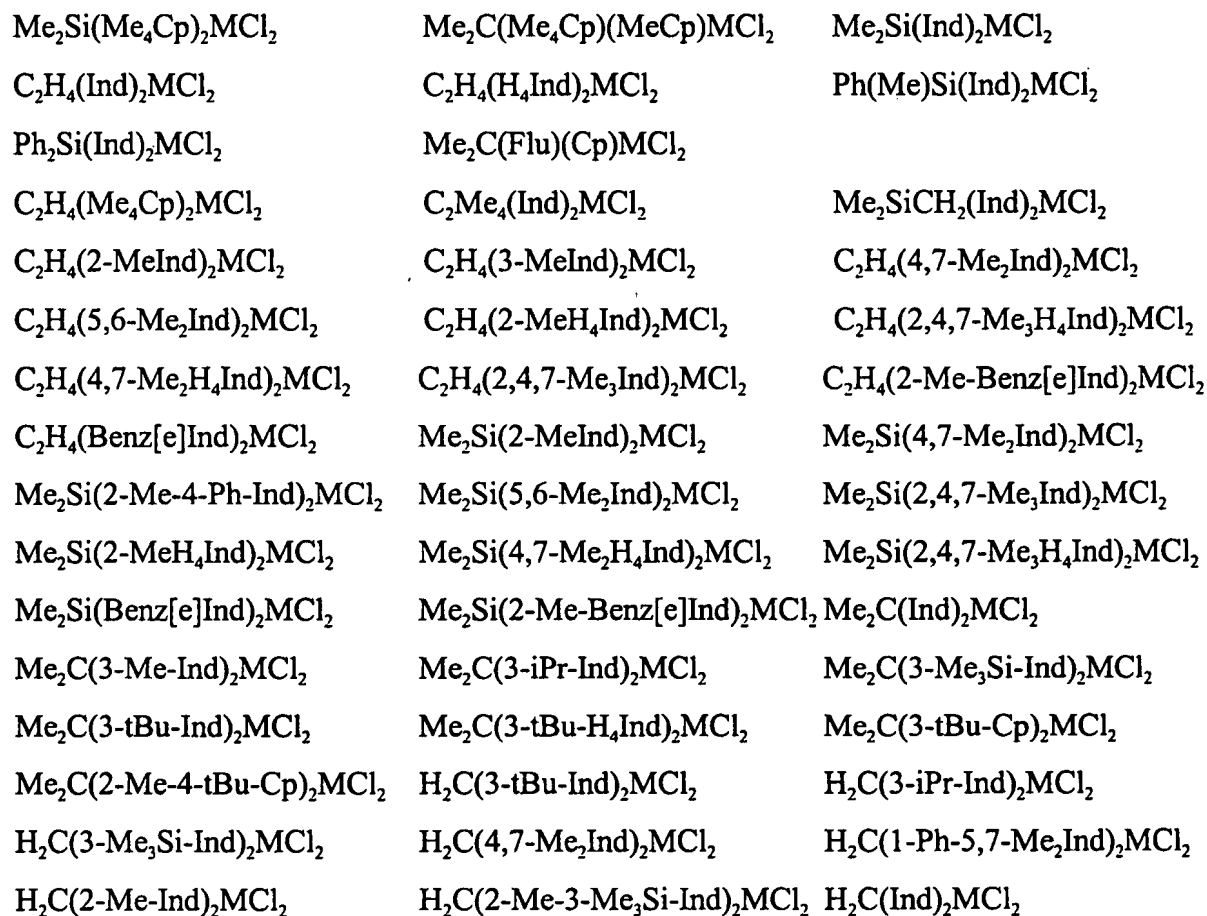 Me₂Si(Me₄Cp)₂MCl₂ Me₂C(Me₄Cp)(MeCp)MCl₂ Me₂Si(Ind)₂MCl₂
C₂H₄(Ind)₂MCl₂ C₂H₄(H₄Ind)₂MCl₂ Ph(Me)Si(Ind)₂MCl₂
Ph₂Si(Ind)₂MCl₂ Me₂C(Flu)(Cp)MCl₂
C₂H₄(Me₄Cp)₂MCl₂ C₂Me₄(Ind)₂MCl₂ Me₂SiCH₂(Ind)₂MCl₂
C₂H₄(2-MeInd)₂MCl₂ C₂H₄(3-MeInd)₂MCl₂ C₂H₄(4,7-Me₂Ind)₂MCl₂
C₂H₄(5,6-Me₂Ind)₂MCl₂ C₂H₄(2-MeH₄Ind)₂MCl₂ C₂H₄(2,4,7-Me₃H₄Ind)₂MCl₂
C₂H₄(4,7-Me₂H₄Ind)₂MCl₂ C₂H₄(2,4,7-Me₃Ind)₂MCl₂ C₂H₄(2-Me-Benz[e]Ind)₂MCl₂
C₂H₄(Benz[e]Ind)₂MCl₂ Me₂Si(2-MeInd)₂MCl₂ Me₂Si(4,7-Me₂Ind)₂MCl₂
Me₂Si(2-Me-4-Ph-Ind)₂MCl₂ Me₂Si(5,6-Me₂Ind)₂MCl₂ Me₂Si(2,4,7-Me₃Ind)₂MCl₂
Me₂Si(2-MeH₄Ind)₂MCl₂ Me₂Si(4,7-Me₂H₄Ind)₂MCl₂ Me₂Si(2,4,7-Me₃H₄Ind)₂MCl₂
Me₂Si(Benz[e]Ind)₂MCl₂ Me₂Si(2-Me-Benz[e]Ind)₂MCl₂ Me₂C(Ind)₂MCl₂
Me₂C(3-Me-Ind)₂MCl₂ Me₂C(3-iPr-Ind)₂MCl₂ Me₂C(3-Me₃Si-Ind)₂MCl₂
Me₂C(3-tBu-Ind)₂MCl₂ Me₂C(3-tBu-H₄Ind)₂MCl₂ Me₂C(3-tBu-Cp)₂MCl₂
Me₂C(2-Me-4-tBu-Cp)₂MCl₂ H₂C(3-tBu-Ind)₂MCl₂ H₂C(3-iPr-Ind)₂MCl₂
H₂C(3-Me₃Si-Ind)₂MCl₂ H₂C(4,7-Me₂Ind)₂MCl₂ H₂C(1-Ph-5,7-Me₂Ind)₂MCl₂
H₂C(2-Me-Ind)₂MCl₂ H₂C(2-Me-3-Me₃Si-Ind)₂MCl₂ H₂C(Ind)₂MCl₂